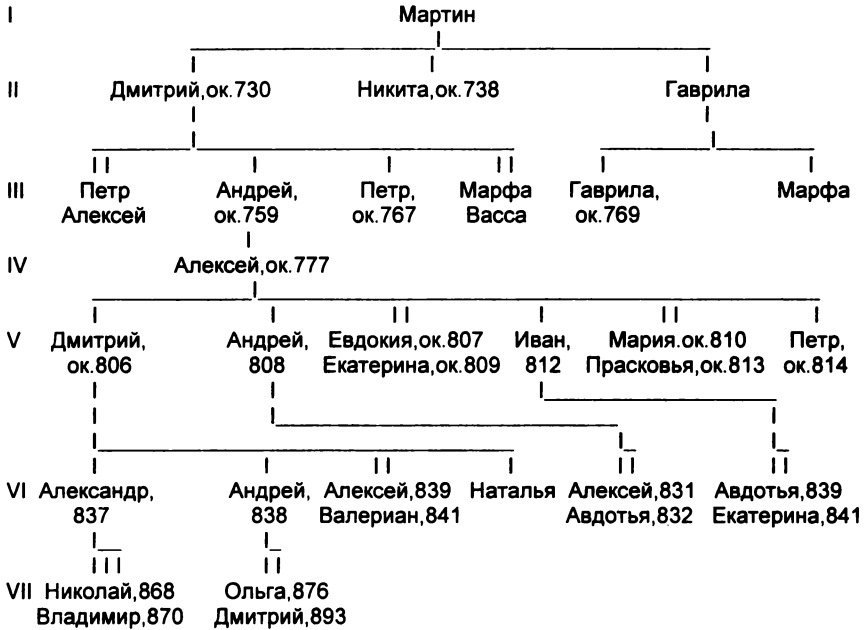 I Мартин
II Дмитрий,ок.730 Никита,ок.738 Гаврила
III Петр Андрей, Петр, Марфа Гаврила, Марфа
Алексей ок.759 ок.767 Васса ок.769
IV Алексей,ок.777
V Дмитрий, Андрей, Евдокия,ок.807 Иван, Мария.ок.810 Петр,
ок.806 808 Екатерина,ок.809 812 Прасковья,ок.813 ок.814
VI Александр, Андрей, Алексей,839 Наталья Алексей,831 Авдотья,839
837 838 Валериан,841 Авдотья,832 Екатерина,841
VII Николай,868 Ольга,876
Владимир,870 Дмитрий,893